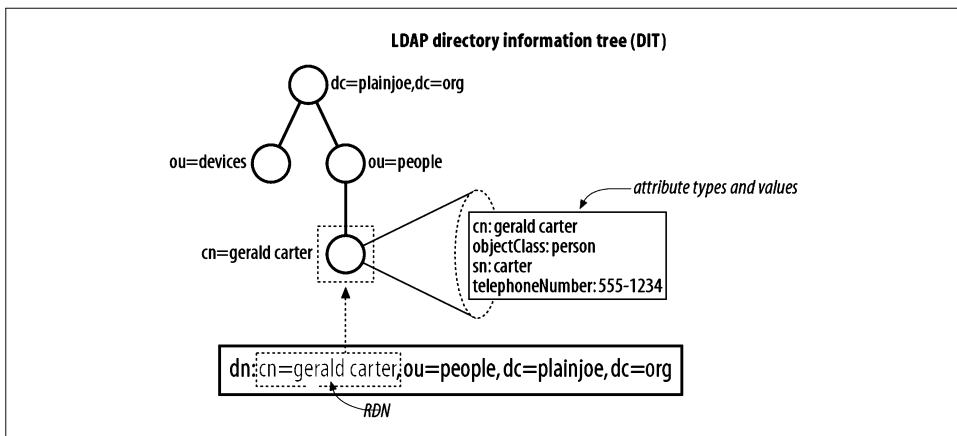 LDAP directory information tree (DIT)
dc=plainjoe,dc=org
ou=devices
ou=people
attribute types and values
cn: gerald carter
objectClass: person
sn: carter
telephoneNumber: 555-1234
cn=gerald carter
dn:cn=gerald carter,ou=people, dc=plainjoe, dc=org
RDN